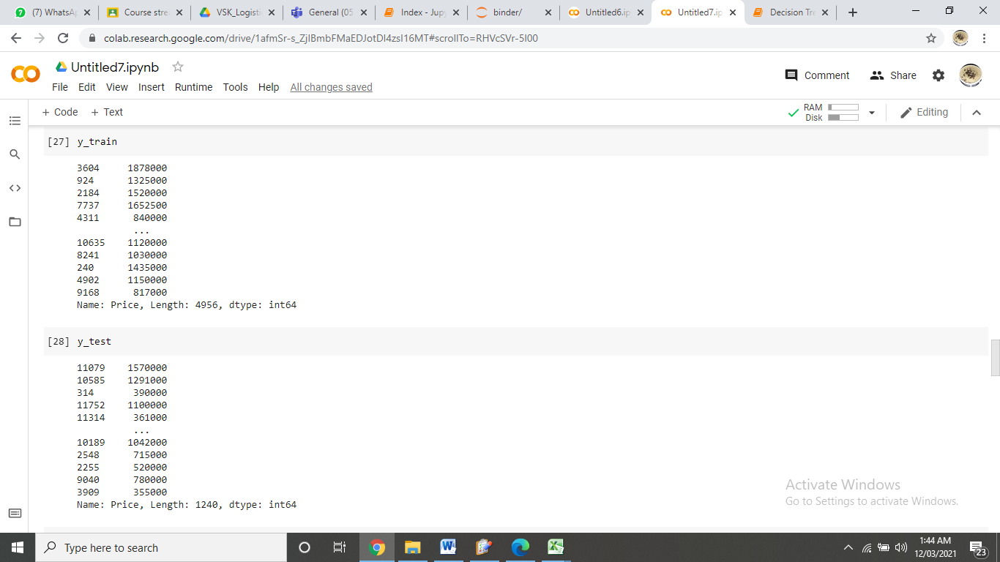 (7) WhatsAp
Course stre
VSK_Logisti
General (05
Index - Jup
binder/
Untitled6.ip
Untitled7.ip
Decision Tre
colab.research.google.com/drive/1afmSr-s_ZjIBmbFMaEDJotDl4zsI16MT#scrollTo=RHVcSVr-5I00
Untitled7.ipynb
Comment
Share
File Edit View Insert Runtime Tools Help All changes saved
+ Code + Text
RAM
Disk
Editing
[27] y_train
3604 1878000
924 1325000
2184 1520000
7737 1652500
4311 840000
...
10635 1120000
8241 1030000
240 1435000
4902 1150000
9168 817000
Name: Price, Length: 4956, dtype: int64
[28] y_test
11079 1570000
10585 1291000
314 390000
11752 1100000
11314 361000
...
10189 1042000
2548 715000
2255 520000
9040 780000
3909 355000
Name: Price, Length: 1240, dtype: int64
Activate Windows
Go to Settings to activate Windows.
Type here to search
1:44 AM
12/03/2021
23